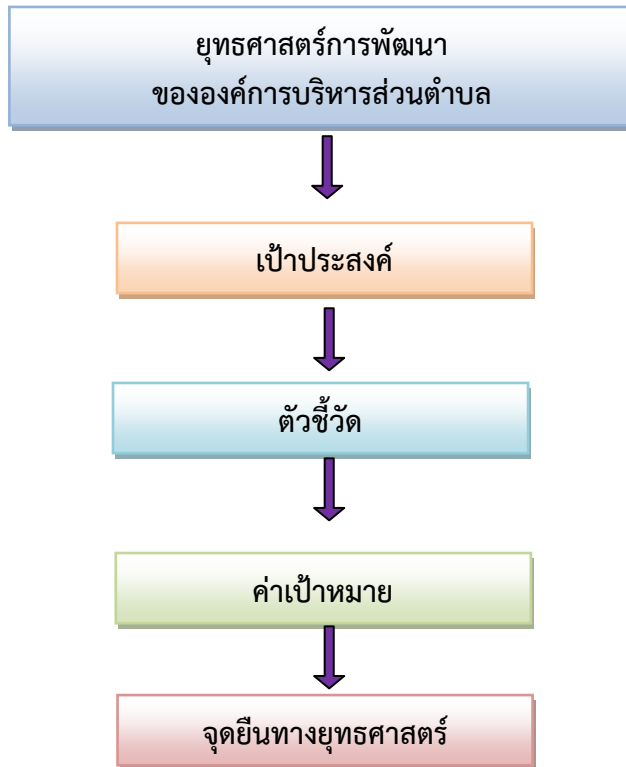 ยุทธศาสตร์การพัฒนา
ขององค์การบริหารส่วนตำบล
เป้าประสงค์
ตัวชี้วัด
ค่าเป้าหมาย
จุดยืนทางยุทธศาสตร์